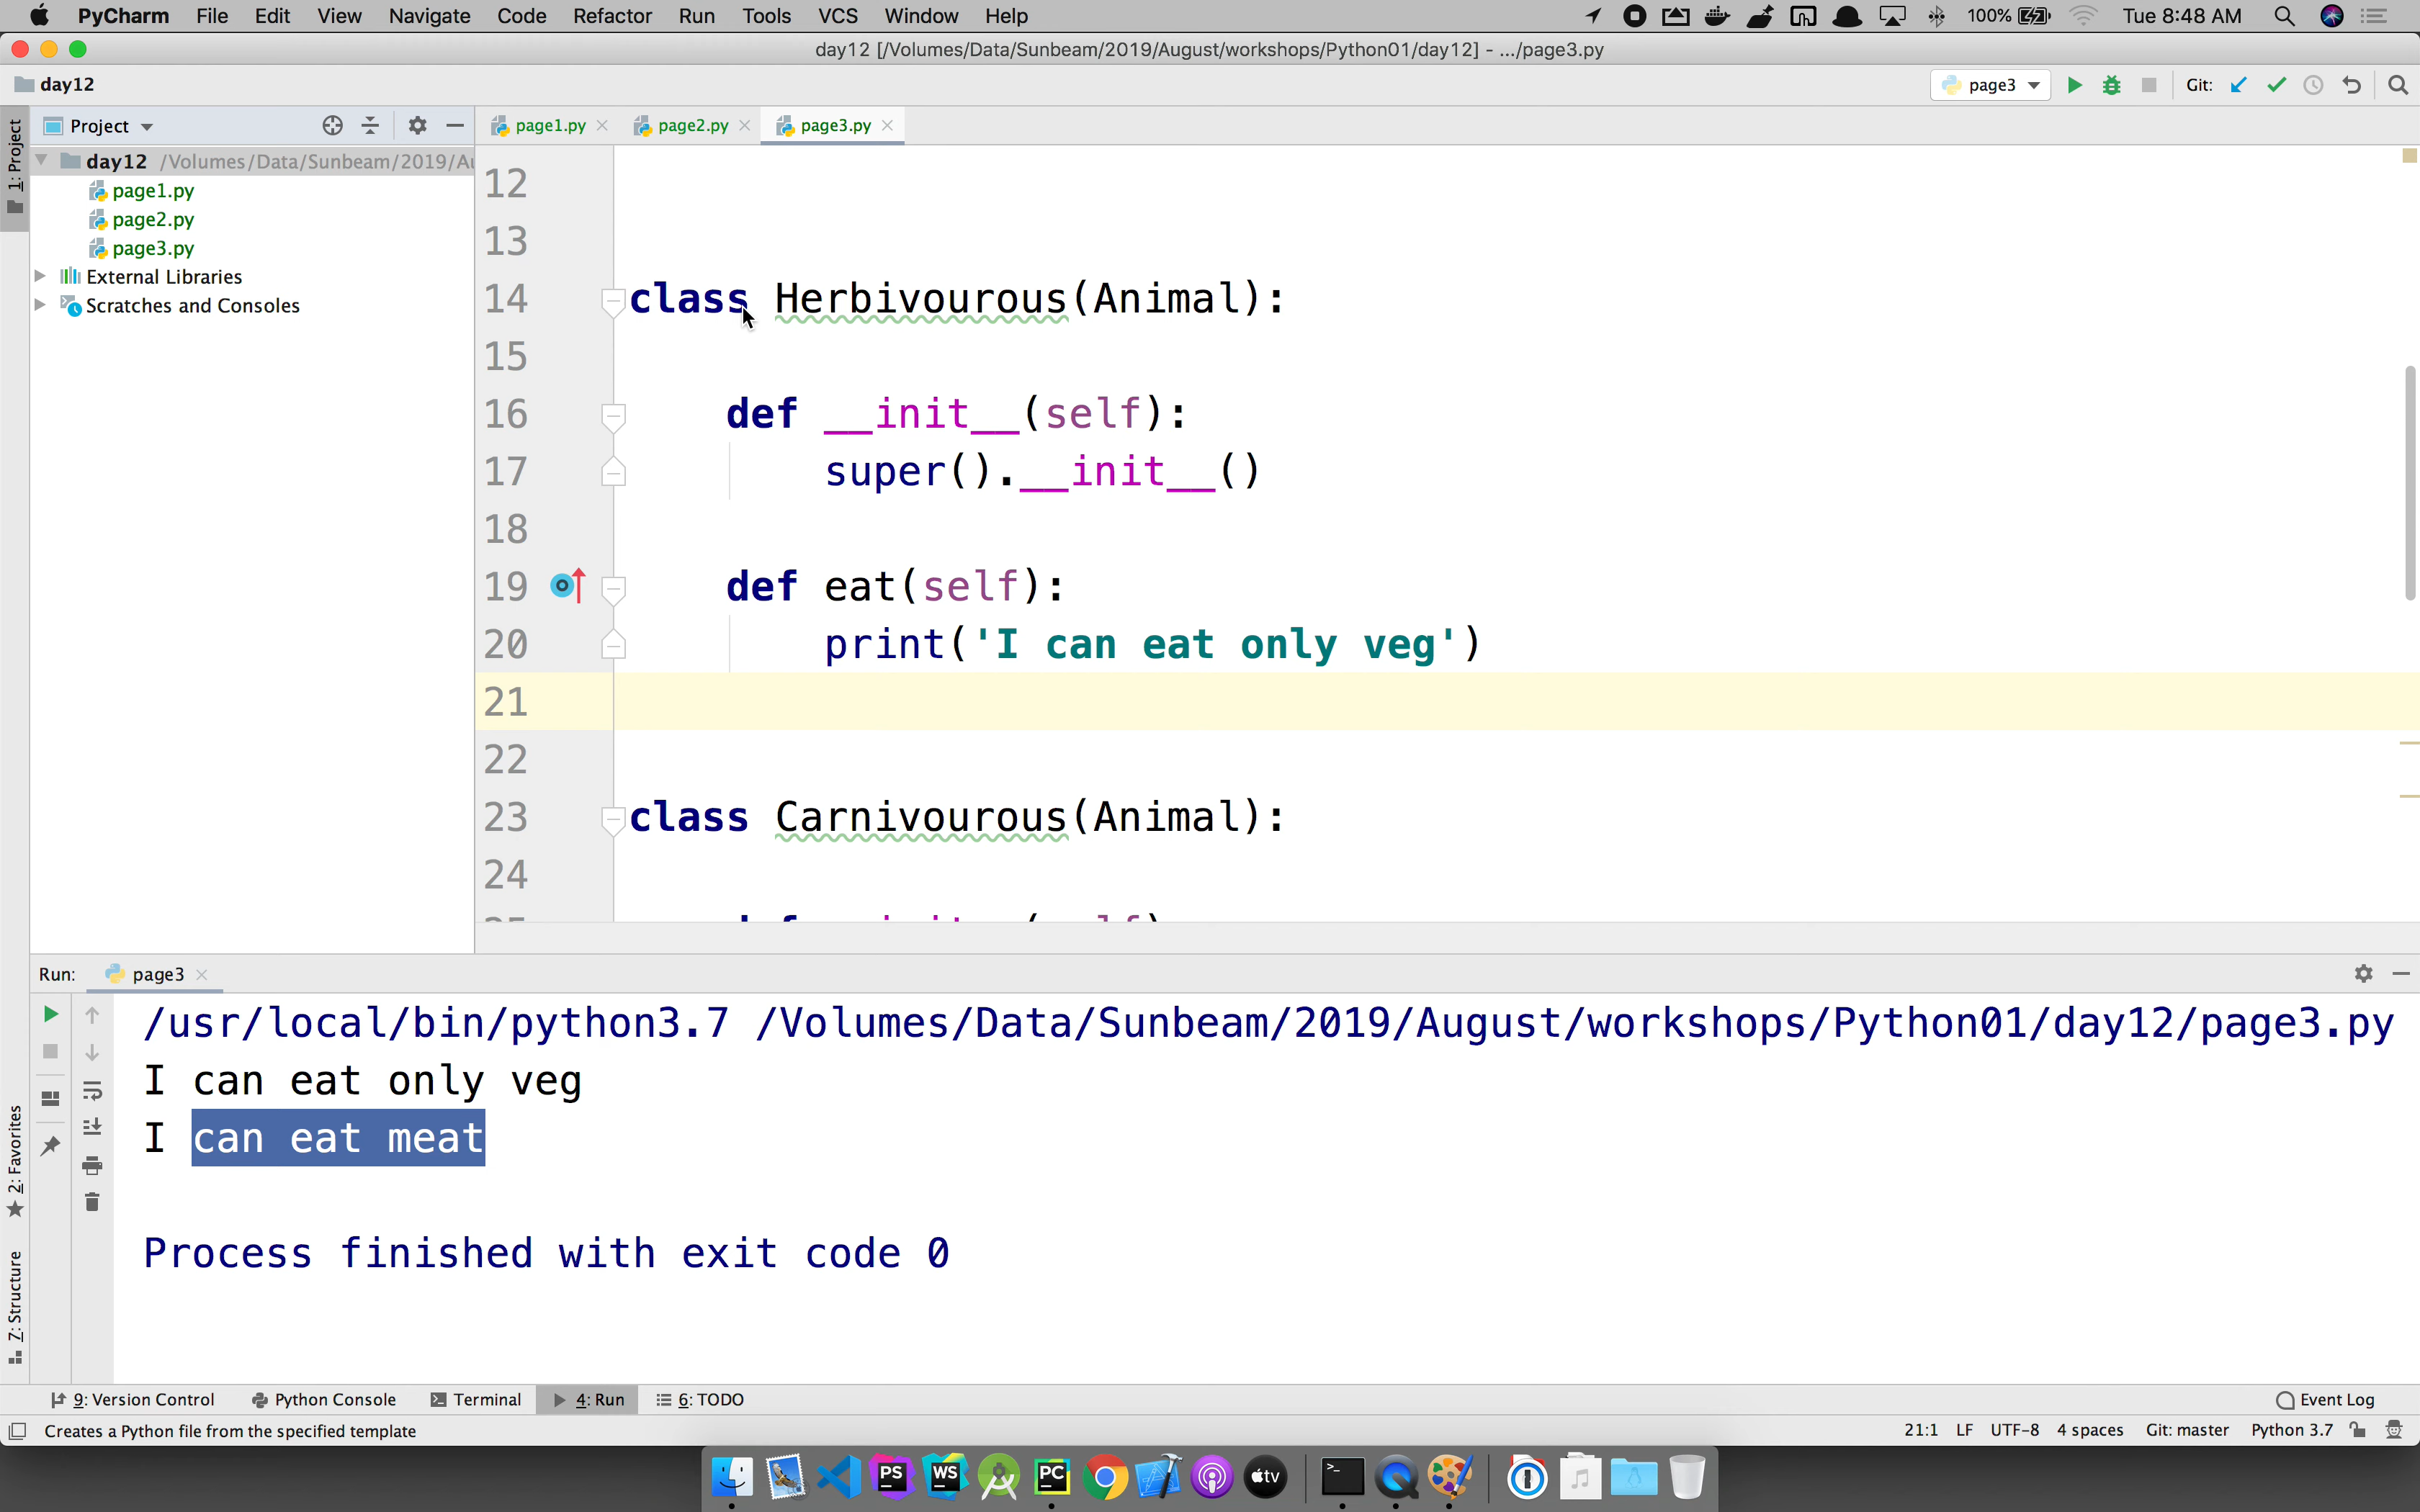 PyCharm File Edit View Navigate Code Refactor Run Tools VCS Window Help 100% Tue 8:48 AM
day12 [/Volumes/Data/Sunbeam/2019/August/workshops/Python01/day12] - .../page3.py
day12 page3 Git:
Project page1.py page2.py page3.py
1: Project
day12 /Volumes/Data/Sunbeam/2019/Au
page1.py
page2.py
page3.py
External Libraries
Scratches and Consoles
12
13
14 class Herbivourous(Animal):
15
16 def __init__(self):
17 super().__init__()
18
19 def eat(self):
20 print('I can eat only veg')
21
22
23 class Carnivourous(Animal):
24
Run: page3
/usr/local/bin/python3.7 /Volumes/Data/Sunbeam/2019/August/workshops/Python01/day12/page3.py
I can eat only veg
I can eat meat
Process finished with exit code 0
2: Favorites
7: Structure
9: Version Control Python Console Terminal 4: Run 6: TODO Event Log
Creates a Python file from the specified template 21:1 LF UTF-8 4 spaces Git: master Python 3.7
PS WS PC tv